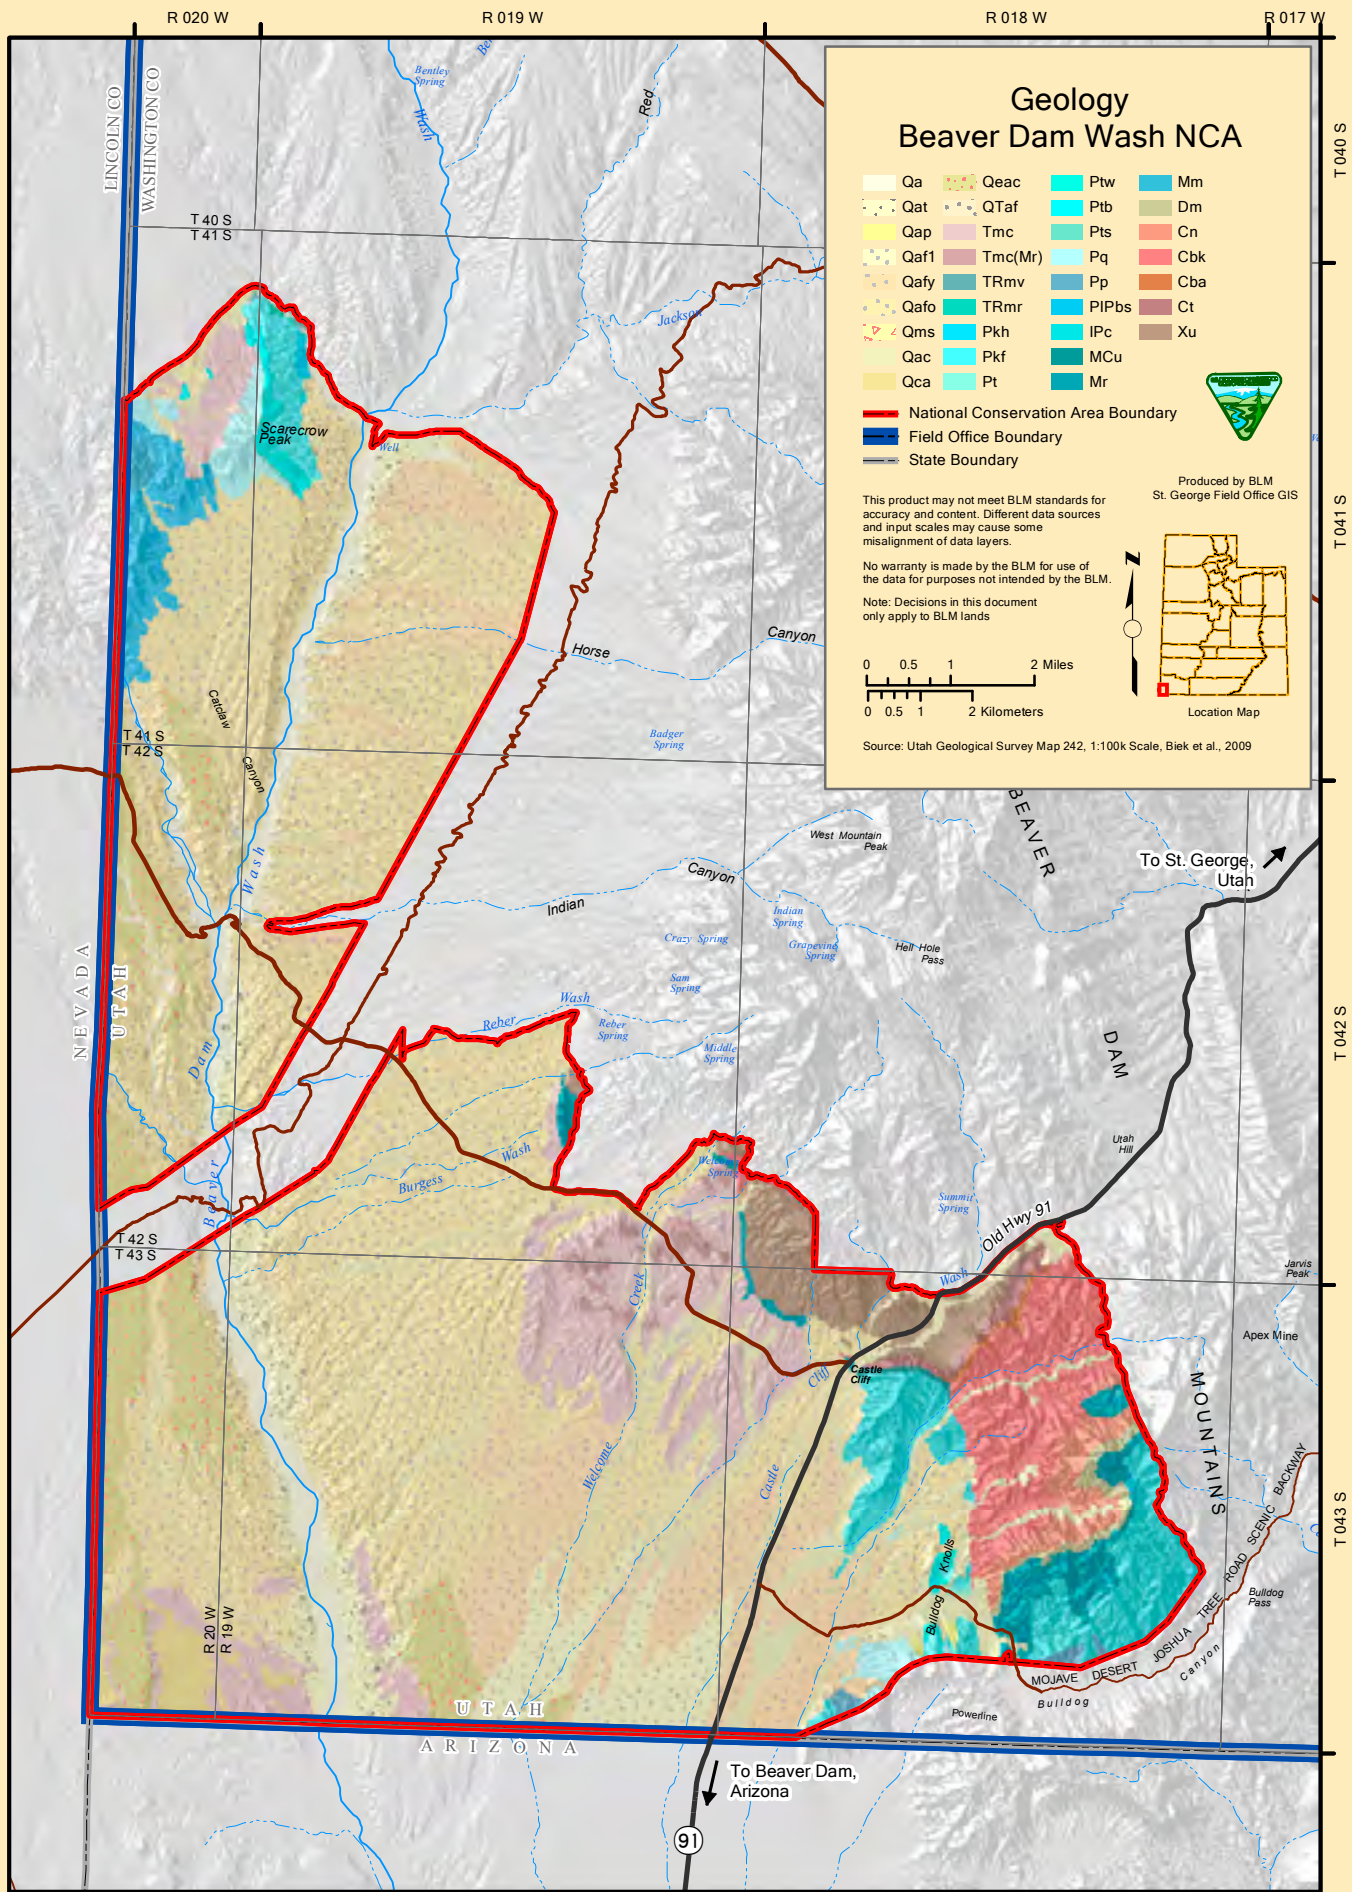 R 020 W
R 019 W
R 018 W
R 017 W
T 040 S
T 041 S
T 042 S
T 043 S
Geology
Beaver Dam Wash NCA
Qa
Qat
Qap
Qaf1
Qafy
Qafo
Qms
Qac
Qca
Qeac
QTaf
Tmc
Tmc(Mr)
TRmv
TRmr
Pkh
Pkf
Pt
Ptw
Ptb
Pts
Pq
Pp
PIPbs
IPc
MCu
Mr
Mm
Dm
Cn
Cbk
Cba
Ct
Xu
National Conservation Area Boundary
Field Office Boundary
State Boundary
Produced by BLM
St. George Field Office GIS
This product may not meet BLM standards for
accuracy and content. Different data sources
and input scales may cause some
misalignment of data layers.
No warranty is made by the BLM for use of
the data for purposes not intended by the BLM.
Note: Decisions in this document
only apply to BLM lands
0 0.5 1 2 Miles
0 0.5 1 2 Kilometers
N
Location Map
Source: Utah Geological Survey Map 242, 1:100k Scale, Biek et al., 2009
LINCOLN CO
WASHINGTON CO
Bentley
Spring
Wash
Red
T 40 S
T 41 S
Jackson
Scarecrow
Peak
Well
Horse
Canyon
Catclaw
Canyon
T 41 S
T 42 S
Badger
Spring
BEAVER
West Mountain
Peak
To St. George,
Utah
Wash
Canyon
Indian
Indian
Spring
Crazy Spring
Grapevine
Spring
Hell Hole
Pass
Sam
Spring
NEVADA
UTAH
Wash
Reber
Reber
Spring
Middle
Spring
Dam
DAM
Utah
Hill
Welcome
Spring
Wash
Burgess
Beaver
Summit
Spring
Old Hwy 91
T 42 S
T 43 S
Wash
Jarvis
Peak
Creek
Apex Mine
Castle
Cliff
Cliff
MOUNTAINS
Welcome
Castle
Knolls
Bulldog
MOJAVE DESERT JOSHUA TREE ROAD SCENIC BACKWAY
Bulldog
Pass
Canyon
Bulldog
Powerline
R 20 W
R 19 W
UTAH
ARIZONA
To Beaver Dam,
Arizona
91